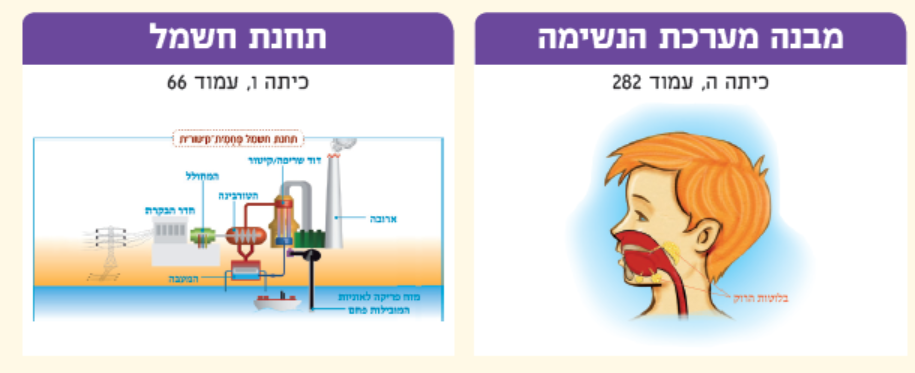 מבנה מערכת הנשימה
כיתה ה, עמוד 282
בלוטות הרוק
תחנת חשמל
כיתה ו, עמוד 66
תחנת חשמל פחמית־קיטורית
דוד שריפה/קיטור
המחולל
הטורבינה
חדר הבקרה
ארובה
המעבה
מזח פריקה לאוניות
המובילות פחם